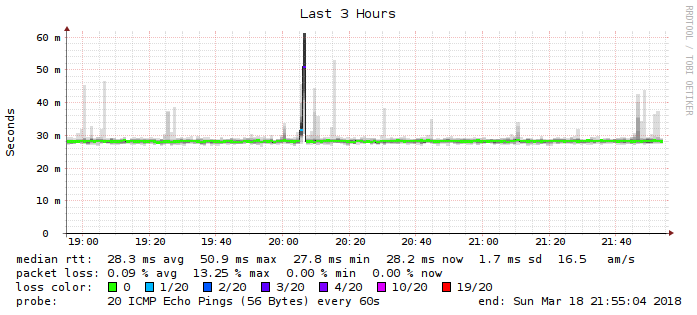 Last 3 Hours
RRDTOOL / TOBI OETIKER
Seconds
60 m
50 m
40 m
30 m
20 m
10 m
0
19:00 19:20 19:40 20:00 20:20 20:40 21:00 21:20 21:40
median rtt: 28.3 ms avg 50.9 ms max 27.8 ms min 28.2 ms now 1.7 ms sd 16.5 am/s
packet loss: 0.09 % avg 13.25 % max 0.00 % min 0.00 % now
loss color: 0 1/20 2/20 3/20 4/20 10/20 19/20
probe: 20 ICMP Echo Pings (56 Bytes) every 60s end: Sun Mar 18 21:55:04 2018